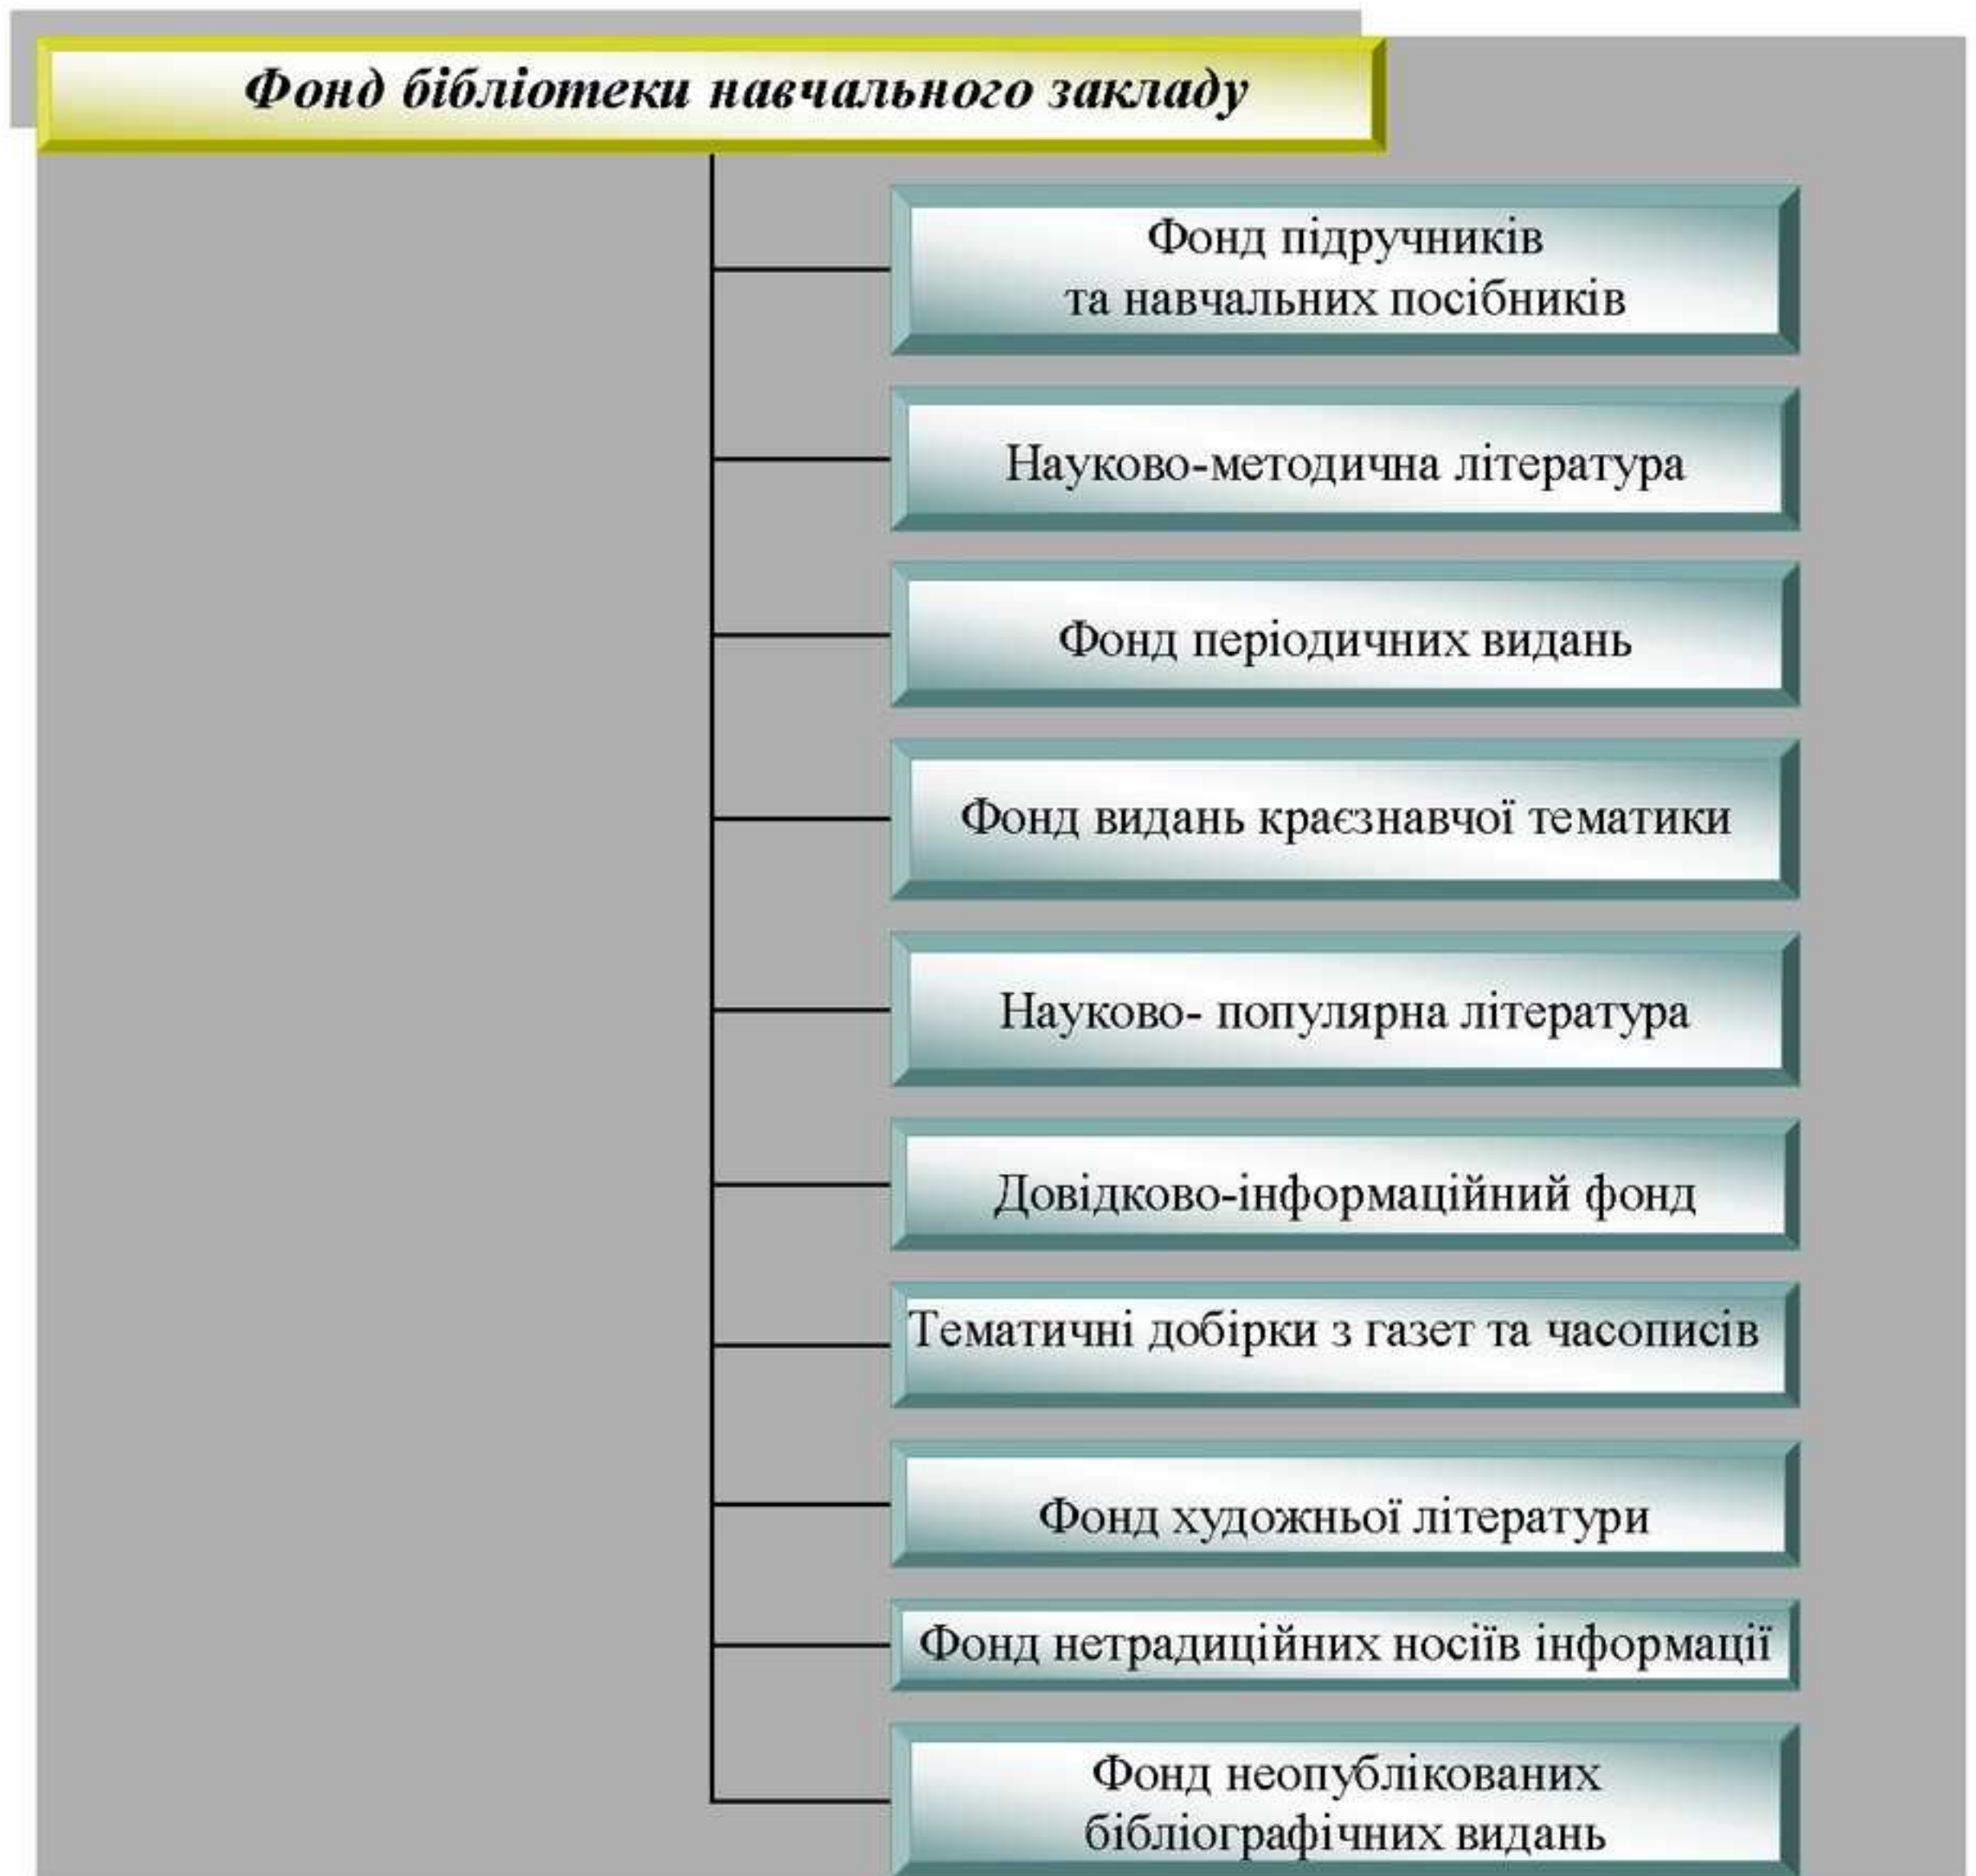 Фонд бібліотеки навчального закладу
Фонд підручників
та навчальних посібників
Науково-методична література
Фонд періодичних видань
Фонд видань краєзнавчої тематики
Науково- популярна література
Довідково-інформаційний фонд
Тематичні добірки з газет та часописів
Фонд художньої літератури
Фонд нетрадиційних носіїв інформації
Фонд неопублікованих
бібліографічних видань